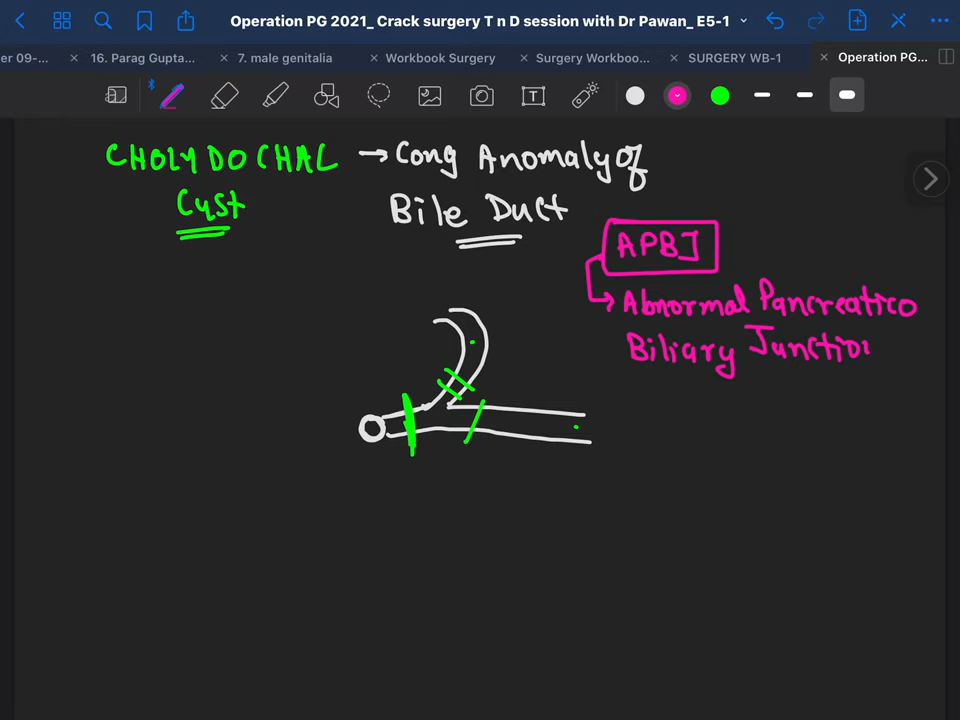 Operation PG 2021_ Crack surgery T n D session with Dr Pawan_ E5-1
er 09-...
16. Parag Gupta...
7. male genitalia
Workbook Surgery
Surgery Workboo...
SURGERY WB-1
Operation PG...
T
CHOLYDOCHAL → Cong Anomaly of
Cyst Bile Duct
APBJ
Abnormal Pancreatico
Biliary Junction